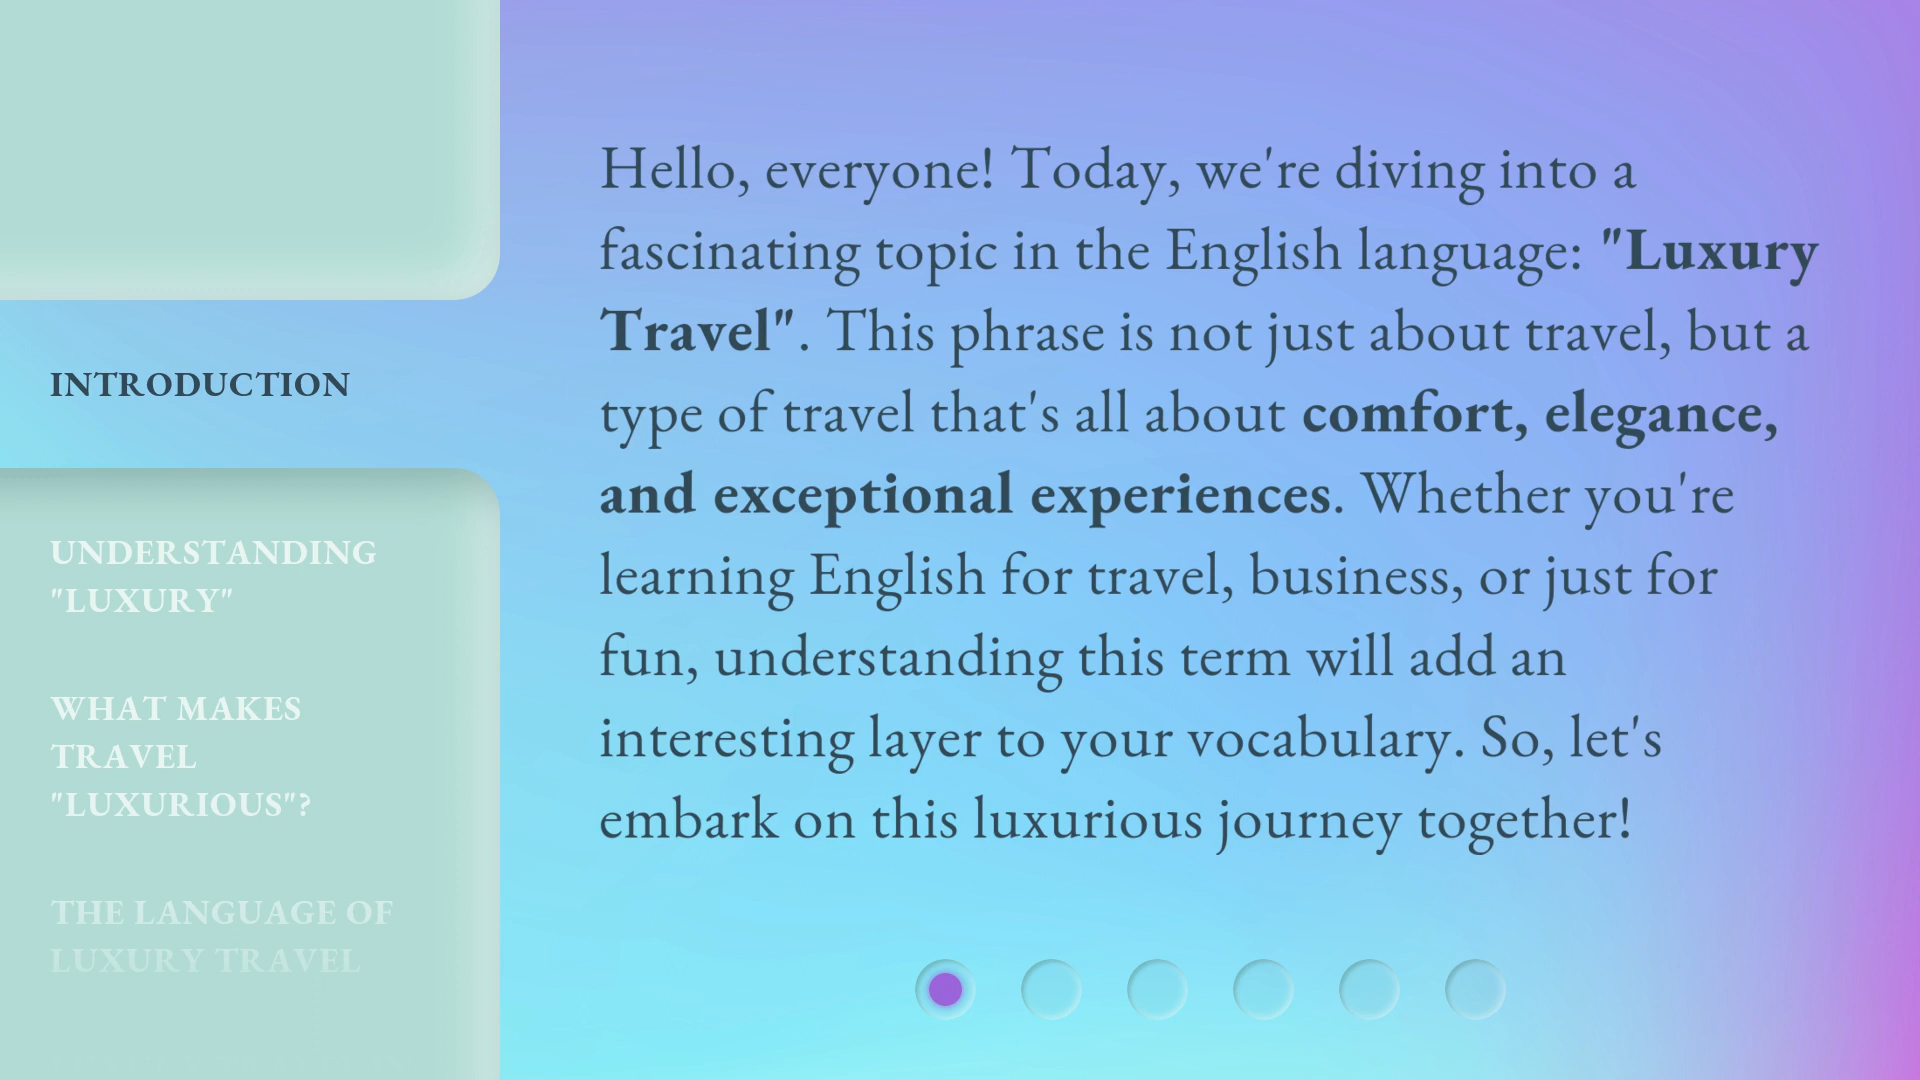 INTRODUCTION
UNDERSTANDING
"LUXURY"
WHAT MAKES
TRAVEL
"LUXURIOUS"?
THE LANGUAGE OF
LUXURY TRAVEL
Hello, everyone! Today, we're diving into a
fascinating topic in the English language: "Luxury
Travel". This phrase is not just about travel, but a
type of travel that's all about comfort, elegance,
and exceptional experiences. Whether you're
learning English for travel, business, or just for
fun, understanding this term will add an
interesting layer to your vocabulary. So, let's
embark on this luxurious journey together!